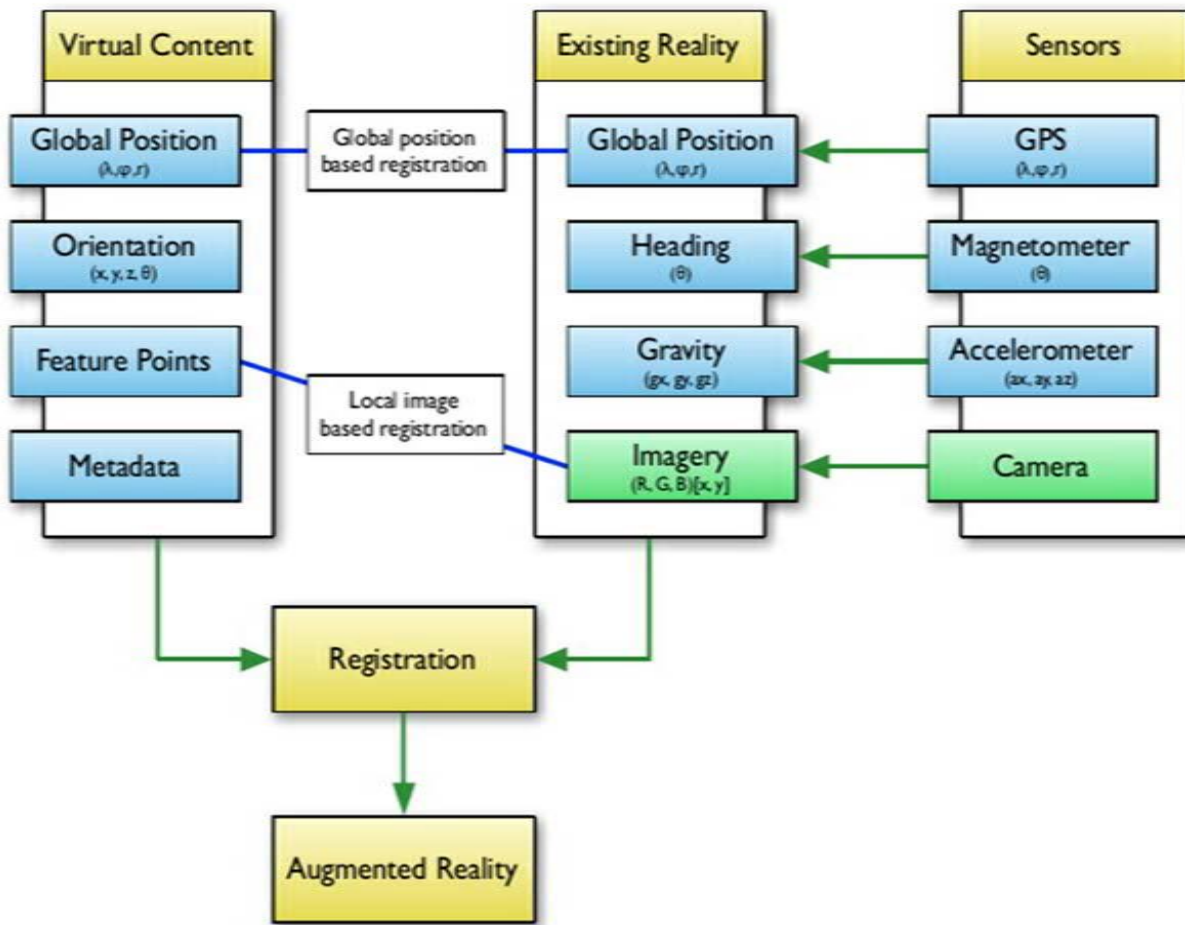 Virtual Content
Existing Reality
Sensors
Global Position
(λ,φ,r)
Global position
based registration
Global Position
(λ,φ,r)
GPS
(λ,φ,r)
Orientation
(x, y, z, θ)
Heading
(θ)
Magnetometer
(θ)
Feature Points
Gravity
(gx, gy, gz)
Accelerometer
(ax, ay, az)
Local image
based registration
Metadata
Imagery
(R, G, B)[x, y]
Camera
Registration
Augmented Reality